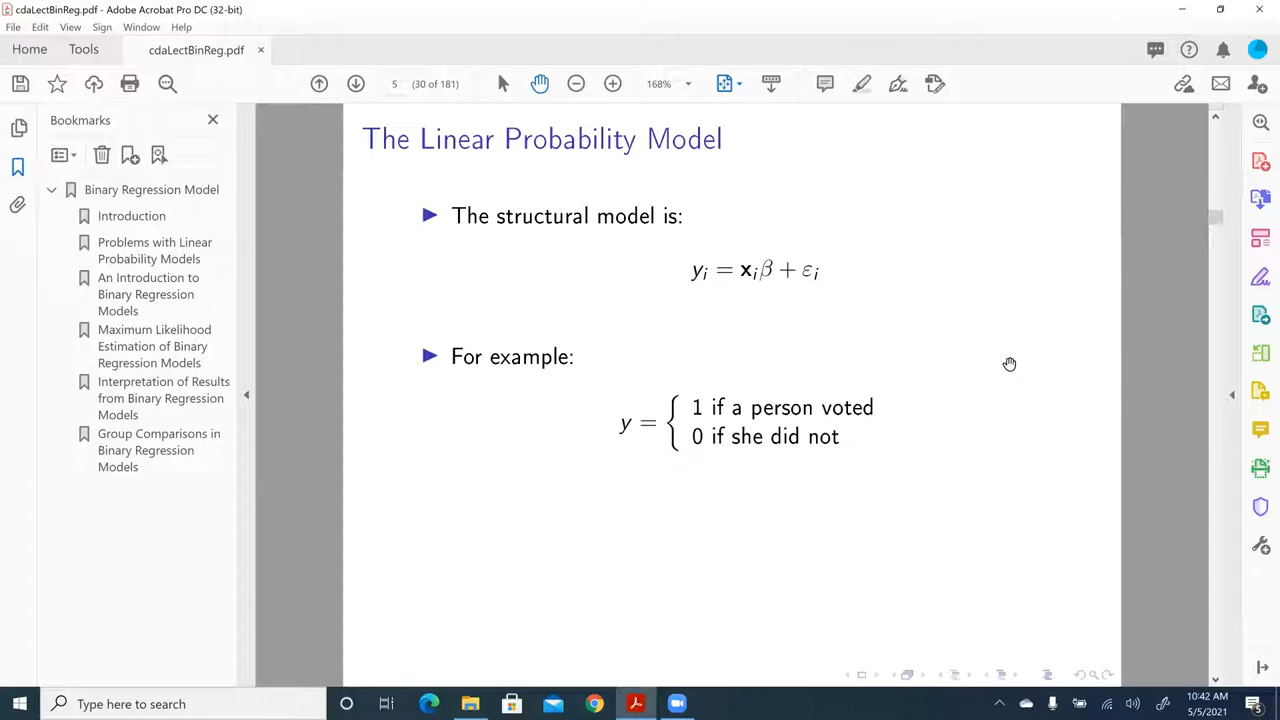 cdaLectBinReg.pdf - Adobe Acrobat Pro DC (32-bit)
File Edit View Sign Window Help
Home Tools cdaLectBinReg.pdf ×
5 (30 of 181) 168%
Bookmarks
Binary Regression Model
Introduction
Problems with Linear
Probability Models
An Introduction to
Binary Regression
Models
Maximum Likelihood
Estimation of Binary
Regression Models
Interpretation of Results
from Binary Regression
Models
Group Comparisons in
Binary Regression
Models
The Linear Probability Model
▶ The structural model is:
yᵢ = xᵢβ + εᵢ
▶ For example:
y = { 1 if a person voted
0 if she did not
Type here to search
10:42 AM
5/5/2021
5